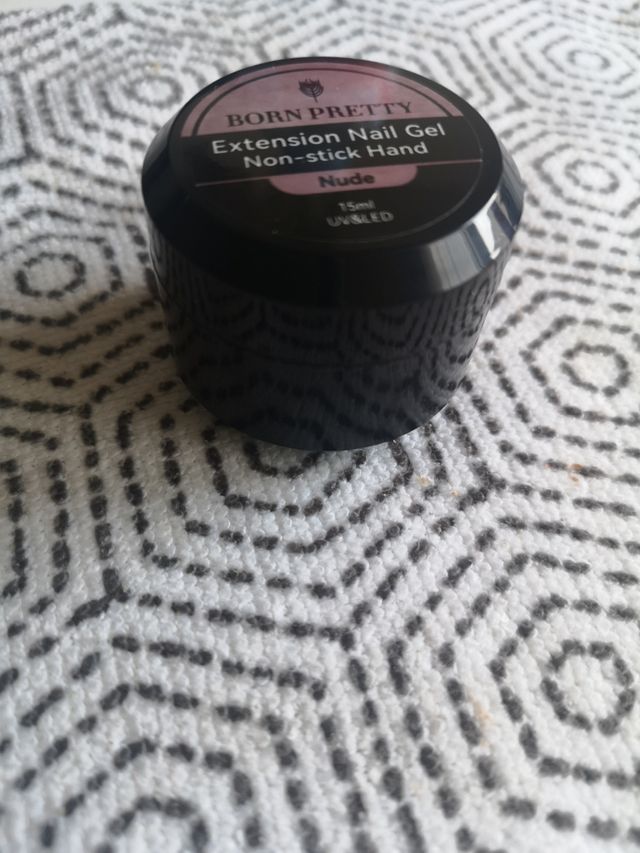 BORN PRETTY
Extension Nail Gel
Non-stick Hand
Nude
15ml
UV&LED